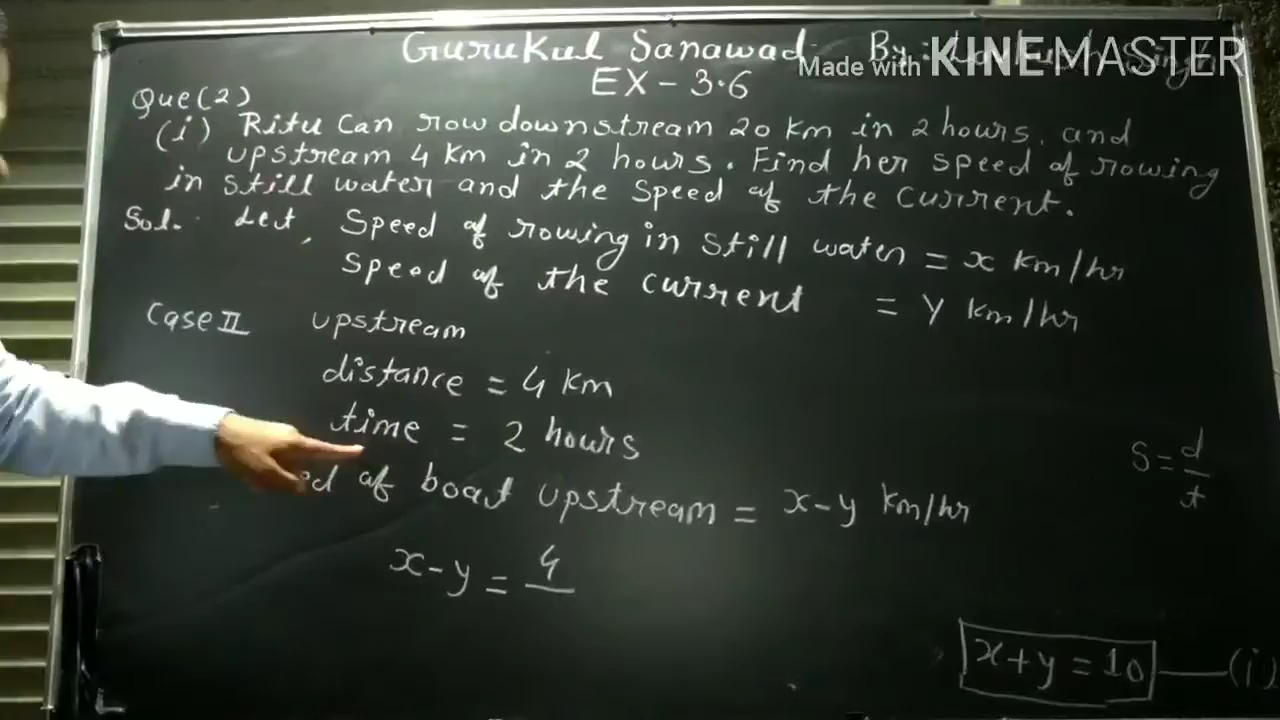 Gurukul Sanawad By: Lavkush Singh
Made with KINEMASTER
EX - 3.6
Que(2)
(i) Ritu Can row downstream 20 km in 2 hours, and
upstream 4 km in 2 hours. Find her speed of rowing
in still water and the speed of the current.
Sol. Let, Speed of rowing in still water = x km/hr
Speed of the current = y km/hr
Case II upstream
distance = 4 km
time = 2 hours
S = d/t
ed of boat upstream = x-y km/hr
x-y = 4
x+y = 10 —(i)